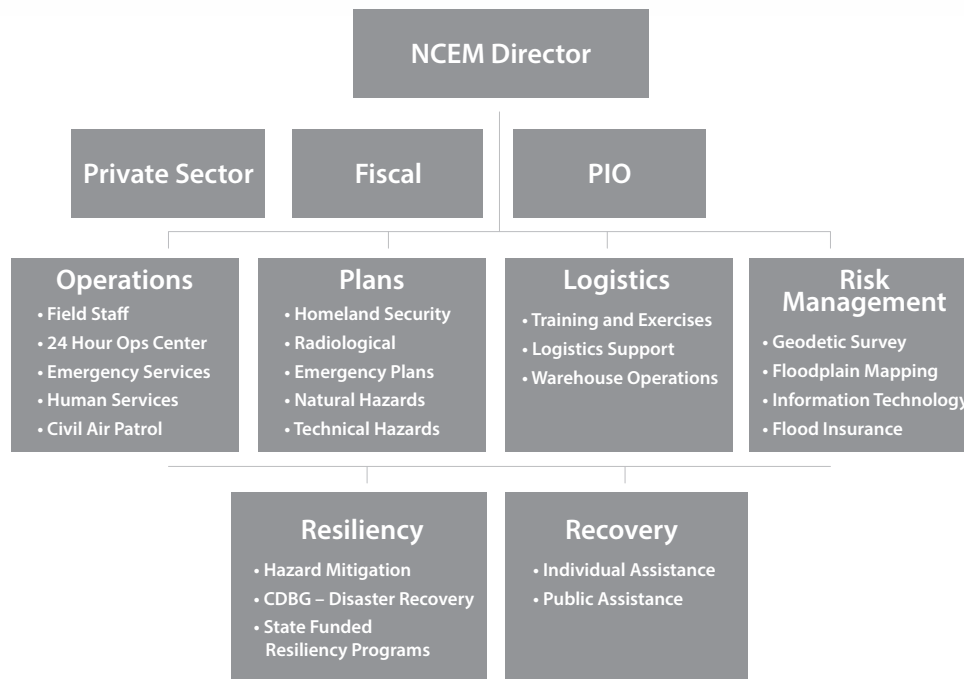 NCEM Director
Private Sector
Fiscal
PIO
Operations
• Field Staff
• 24 Hour Ops Center
• Emergency Services
• Human Services
• Civil Air Patrol
Plans
• Homeland Security
• Radiological
• Emergency Plans
• Natural Hazards
• Technical Hazards
Logistics
• Training and Exercises
• Logistics Support
• Warehouse Operations
Risk
Management
• Geodetic Survey
• Floodplain Mapping
• Information Technology
• Flood Insurance
Resiliency
• Hazard Mitigation
• CDBG – Disaster Recovery
• State Funded
Resiliency Programs
Recovery
• Individual Assistance
• Public Assistance